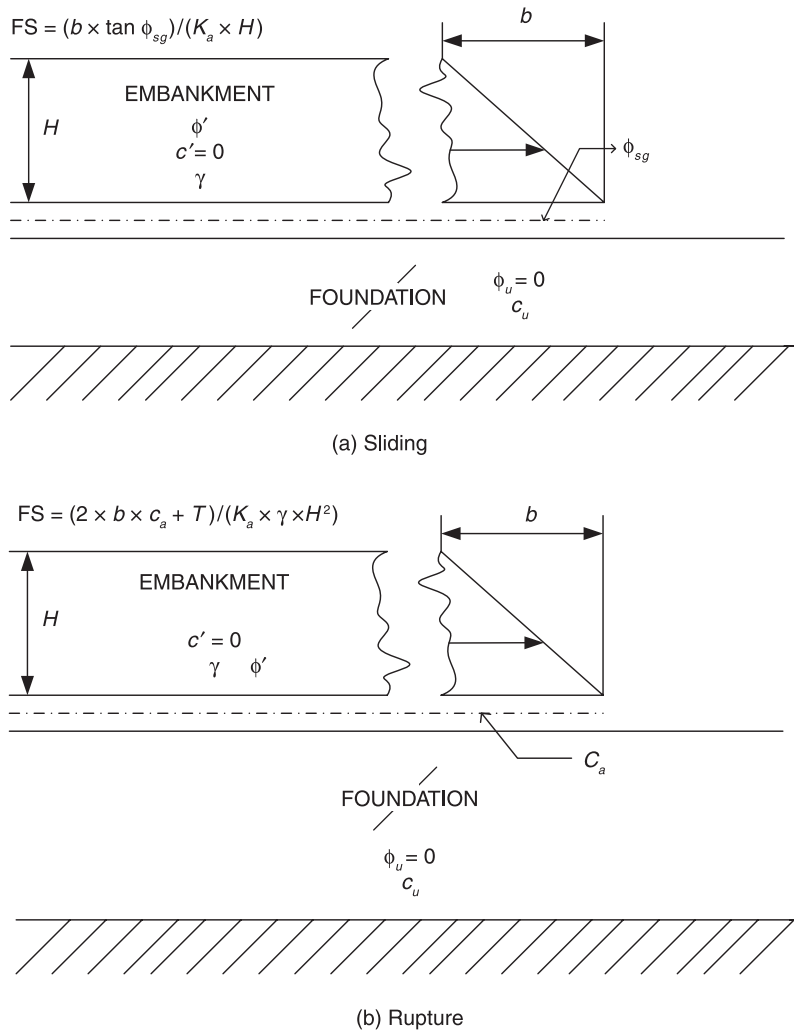 FS = (b × tan ϕsg)/(Ka × H)
b
EMBANKMENT
H
ϕ′
c′= 0
γ
ϕsg
ϕu = 0
FOUNDATION
cu
(a) Sliding
FS = (2 × b × ca + T)/(Ka × γ × H²)
b
EMBANKMENT
H
c′ = 0
γ ϕ′
Ca
FOUNDATION
ϕu = 0
cu
(b) Rupture